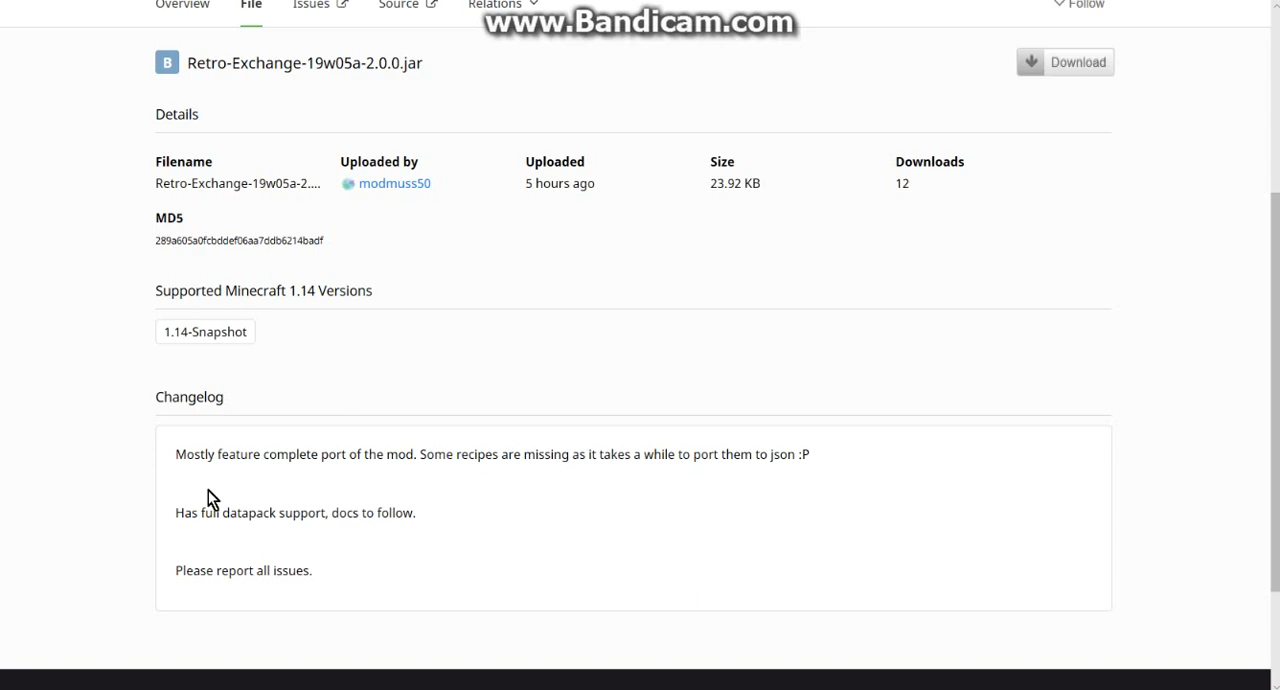 Overview File Issues Source Relations Follow
www.Bandicam.com
B Retro-Exchange-19w05a-2.0.0.jar Download
Details
Filename Uploaded by Uploaded Size Downloads
Retro-Exchange-19w05a-2.... modmuss50 5 hours ago 23.92 KB 12
MD5
289a605a0fcbddef06aa7ddb6214badf
Supported Minecraft 1.14 Versions
1.14-Snapshot
Changelog
Mostly feature complete port of the mod. Some recipes are missing as it takes a while to port them to json :P
Has full datapack support, docs to follow.
Please report all issues.